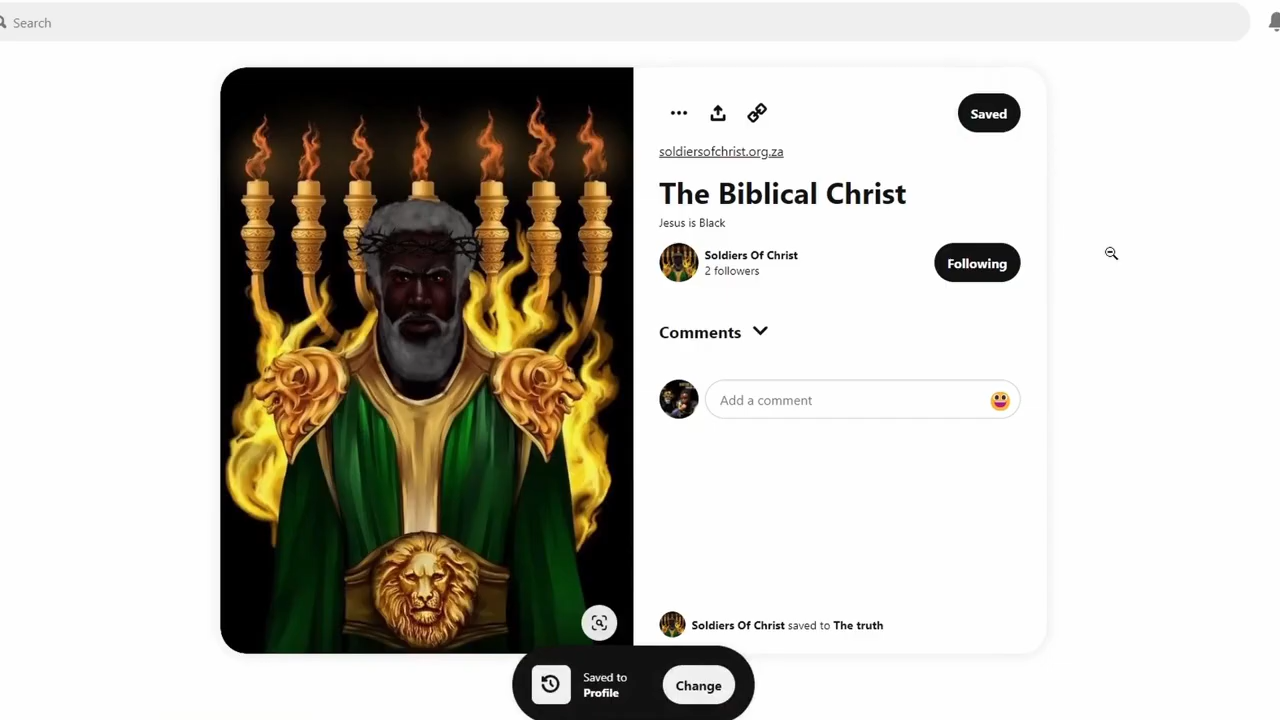 Search
Saved
soldiersofchrist.org.za
The Biblical Christ
Jesus is Black
Soldiers Of Christ
2 followers
Following
Comments
Add a comment
Soldiers Of Christ saved to The truth
Saved to
Profile
Change